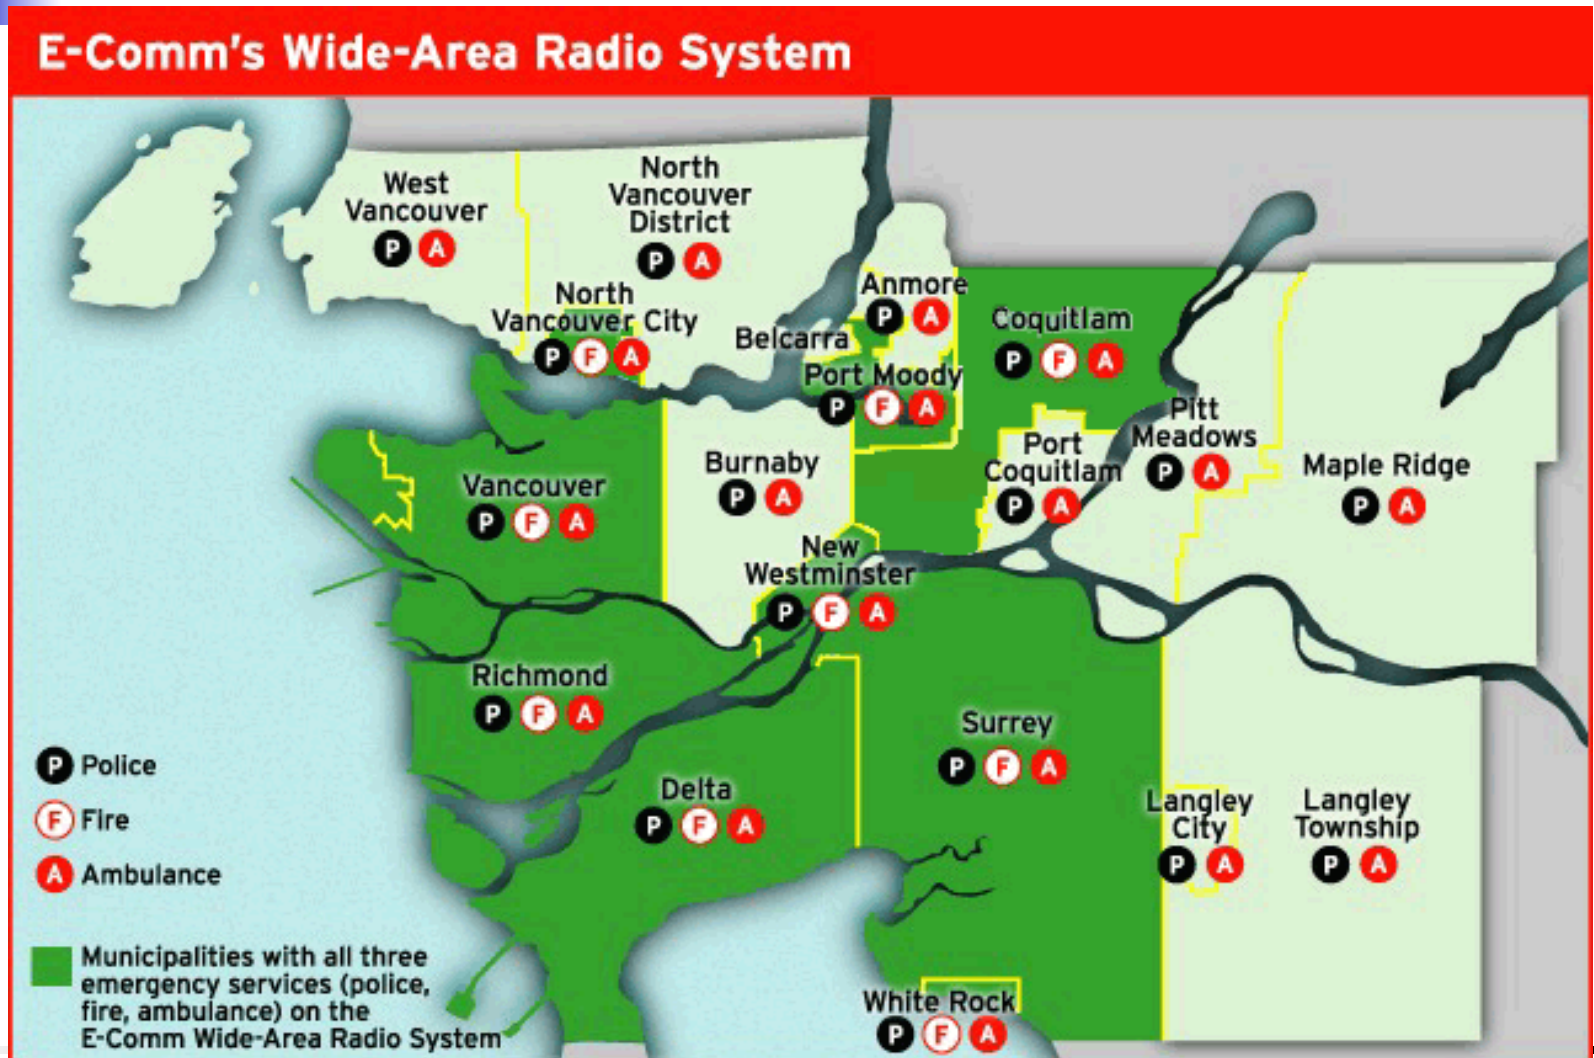 E-Comm's Wide-Area Radio System
West
Vancouver
P A
North
Vancouver
District
P A
North
Vancouver City
P F A
Anmore
P A
Belcarra
Port Moody
P F A
Coquitlam
P F A
Port
Coquitlam
P A
Pitt
Meadows
P A
Maple Ridge
P A
Vancouver
P F A
Burnaby
P A
New
Westminster
P F A
Richmond
P F A
Delta
P F A
Surrey
P F A
Langley
City
P A
Langley
Township
P A
White Rock
P F A
P Police
F Fire
A Ambulance
Municipalities with all three
emergency services (police,
fire, ambulance) on the
E-Comm Wide-Area Radio System